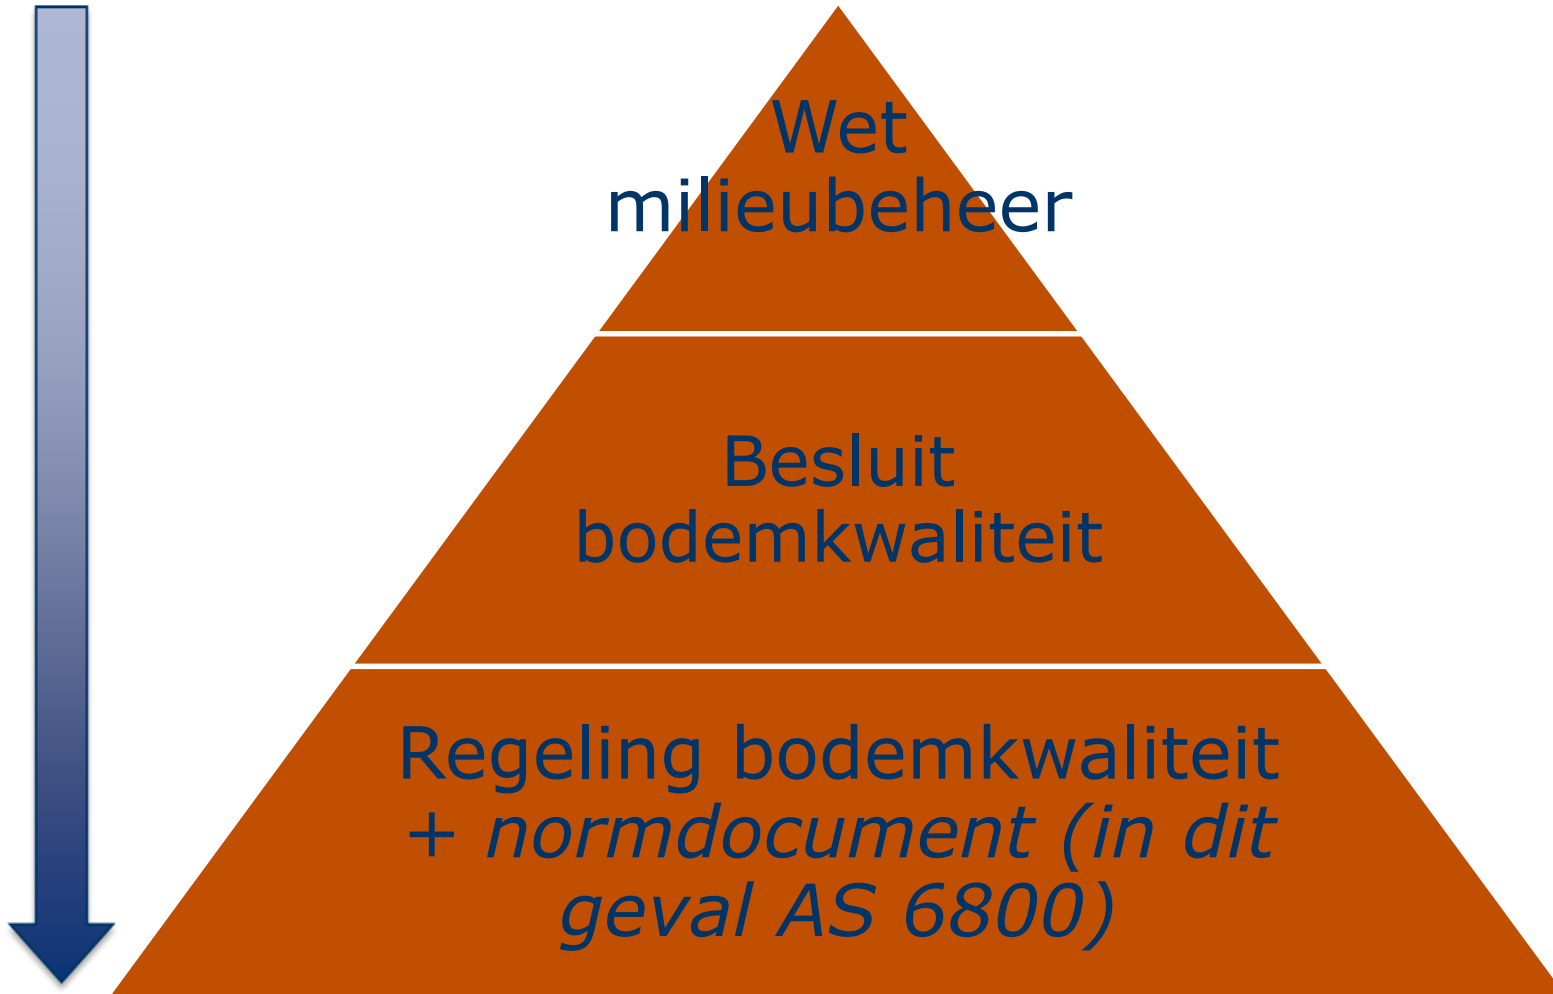 Wet
milieubeheer
Besluit
bodemkwaliteit
Regeling bodemkwaliteit
+ normdocument (in dit
geval AS 6800)